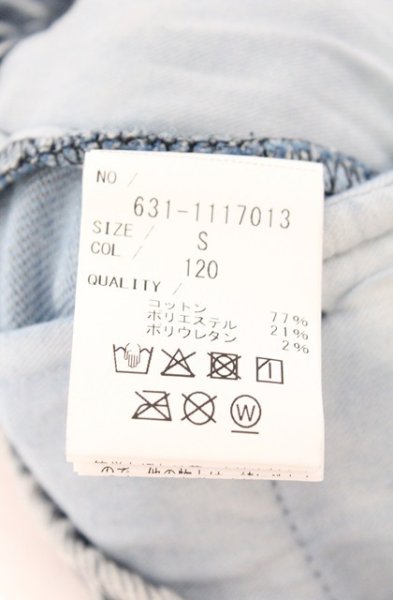 NO /
631-1117013
SIZE /
S
COL /
120
QUALITY /
コットン 77%
ポリエステル 21%
ポリウレタン 2%
W